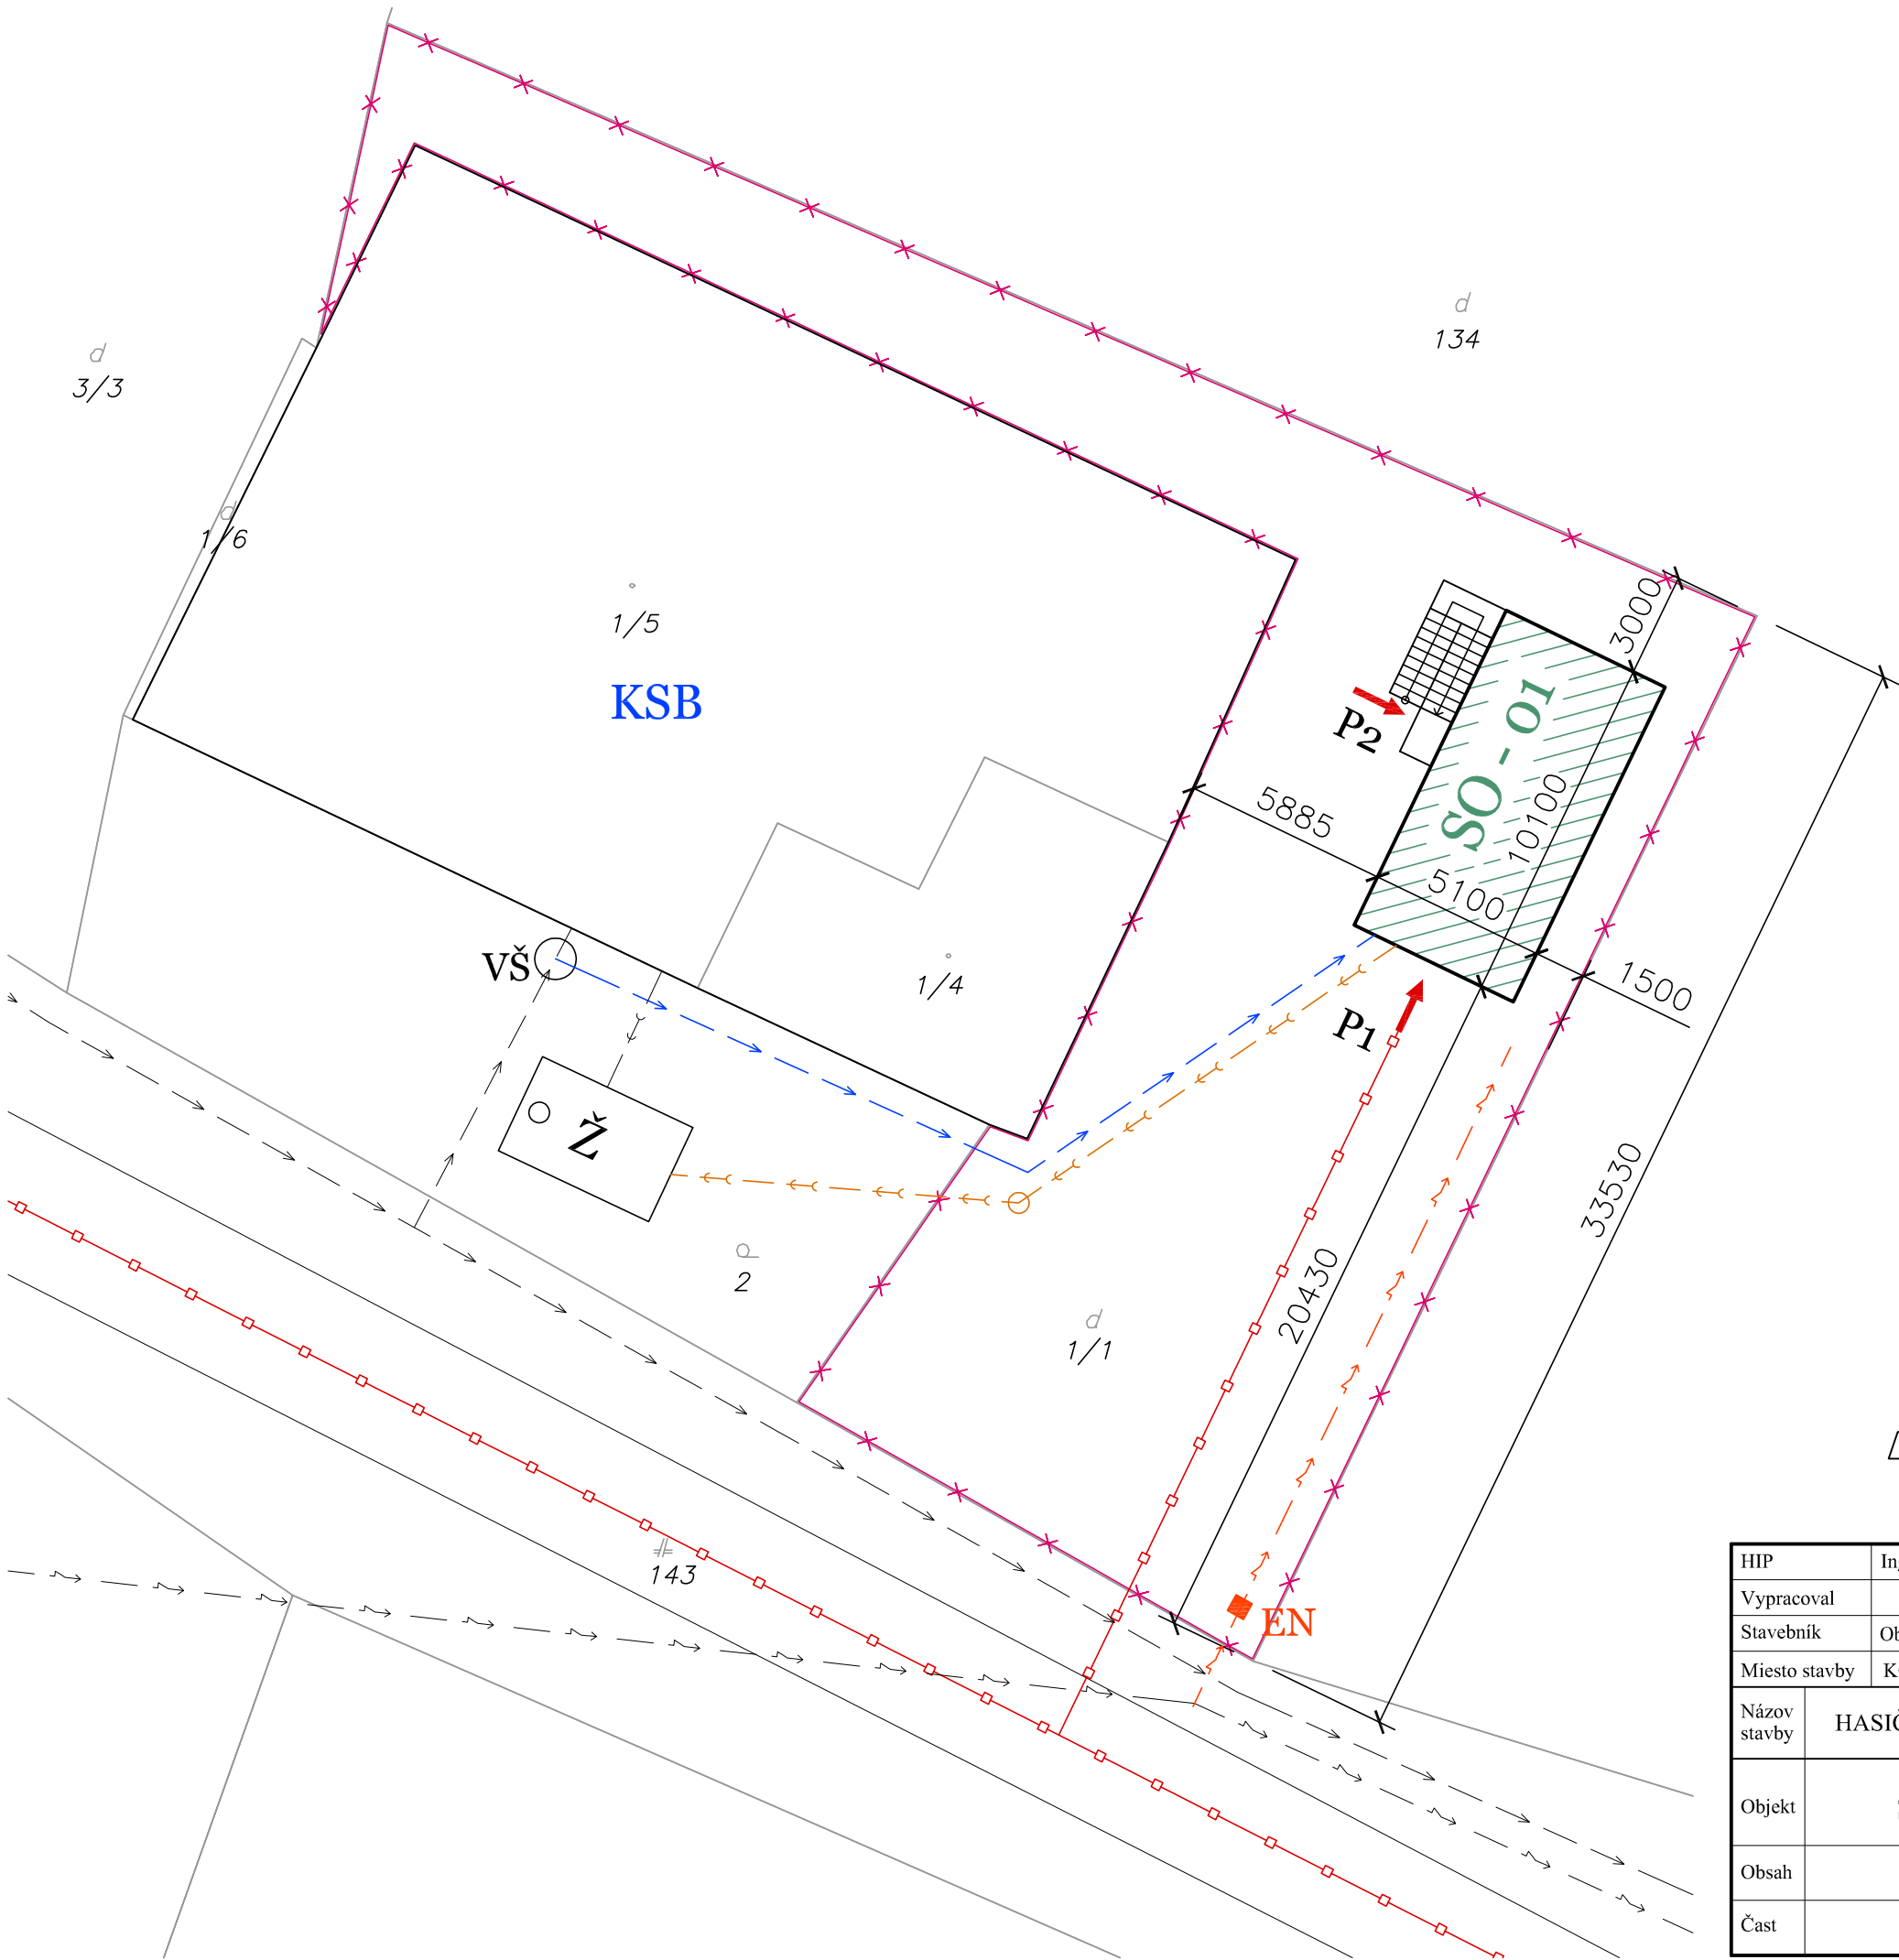 d
134
d
3/3
3000
d
1/6
1/5
KSB
SO - 01
P2
5885
10100
5100
VŠ
1/4
1500
P1
Ž
33530
20430
2
d
1/1
143
EN
HIP
Vypracoval
Stavebník
Miesto stavby
Názov
stavby
Objekt
Obsah
Časť